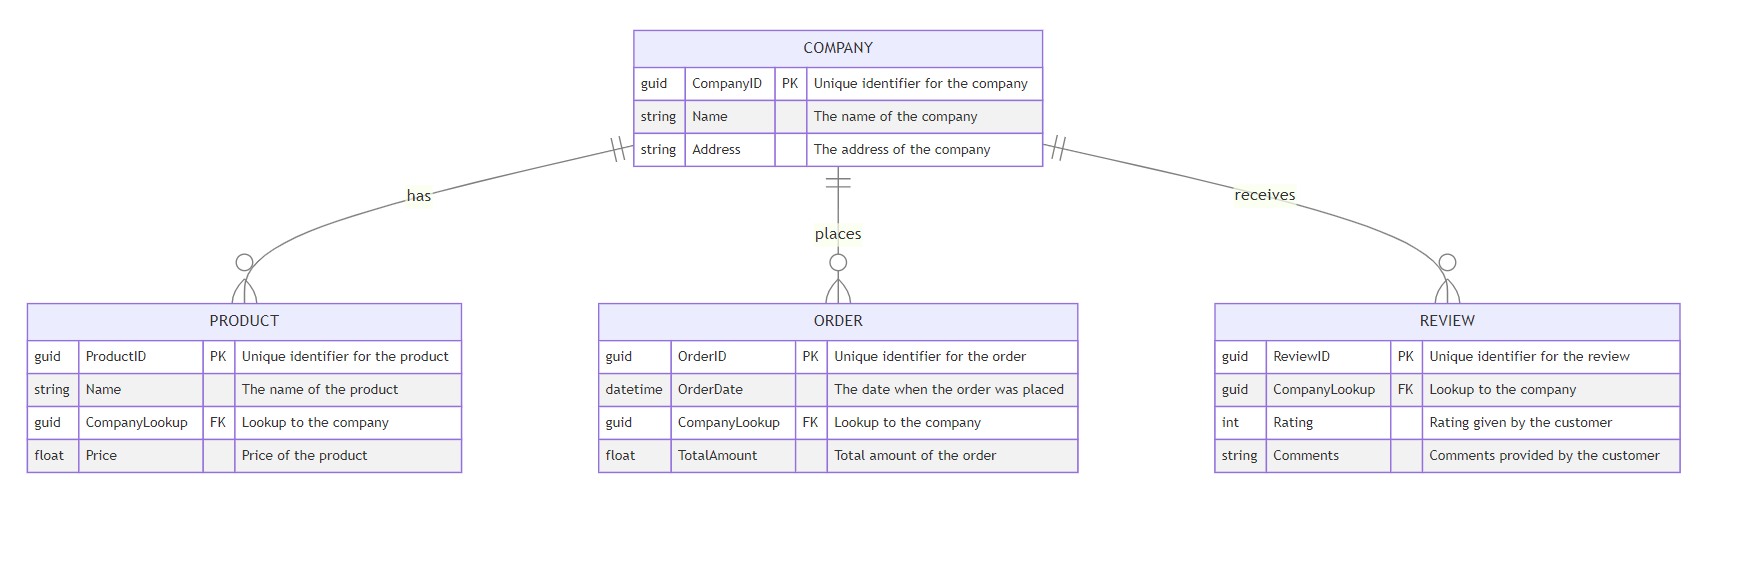 COMPANY
guid CompanyID PK Unique identifier for the company
string Name The name of the company
string Address The address of the company
has
places
receives
PRODUCT
guid ProductID PK Unique identifier for the product
string Name The name of the product
guid CompanyLookup FK Lookup to the company
float Price Price of the product
ORDER
guid OrderID PK Unique identifier for the order
datetime OrderDate The date when the order was placed
guid CompanyLookup FK Lookup to the company
float TotalAmount Total amount of the order
REVIEW
guid ReviewID PK Unique identifier for the review
guid CompanyLookup FK Lookup to the company
int Rating Rating given by the customer
string Comments Comments provided by the customer